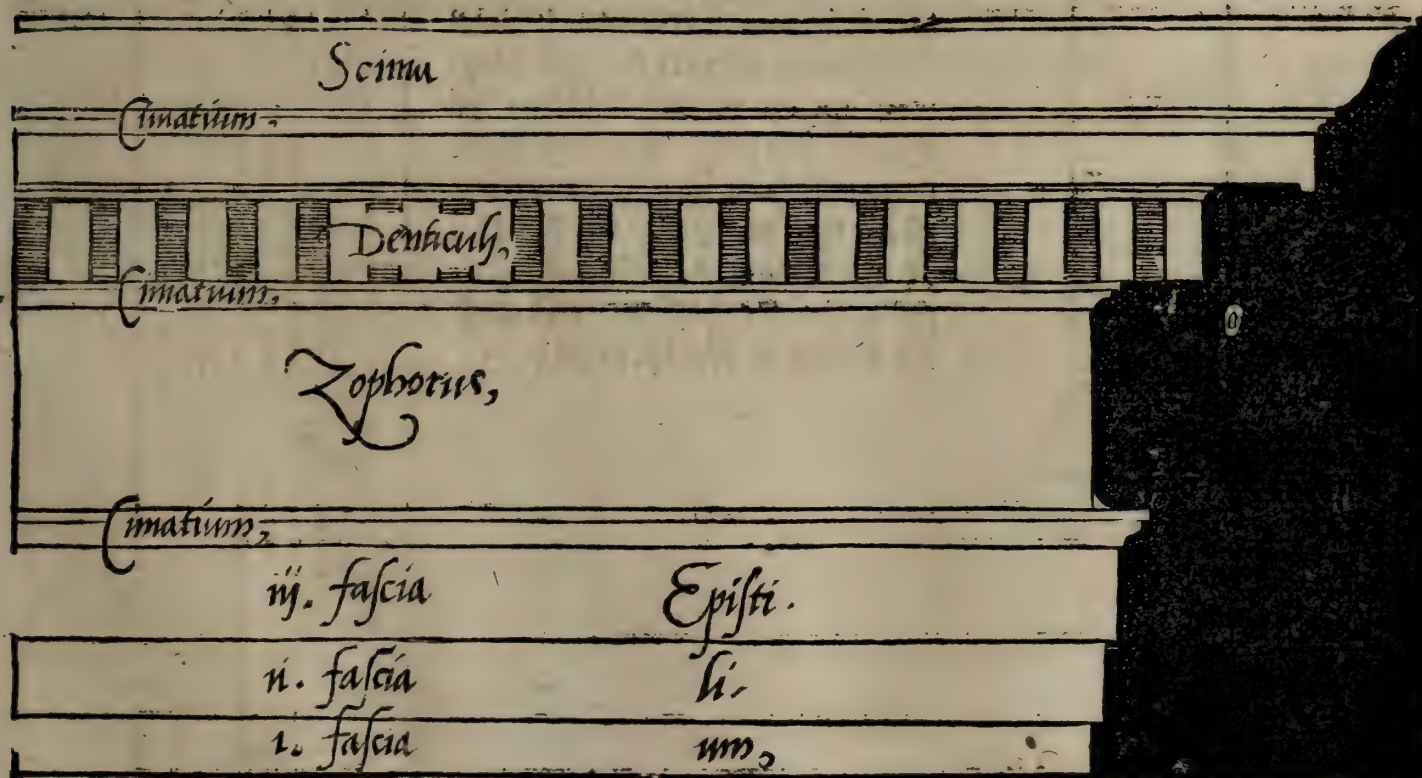 Scima
Cimatium.
Denticuli,
Cimatium,
Zophorus,
Cimatium,
iij. faſcia Epiſti.
ii. faſcia li-
i. faſcia um,